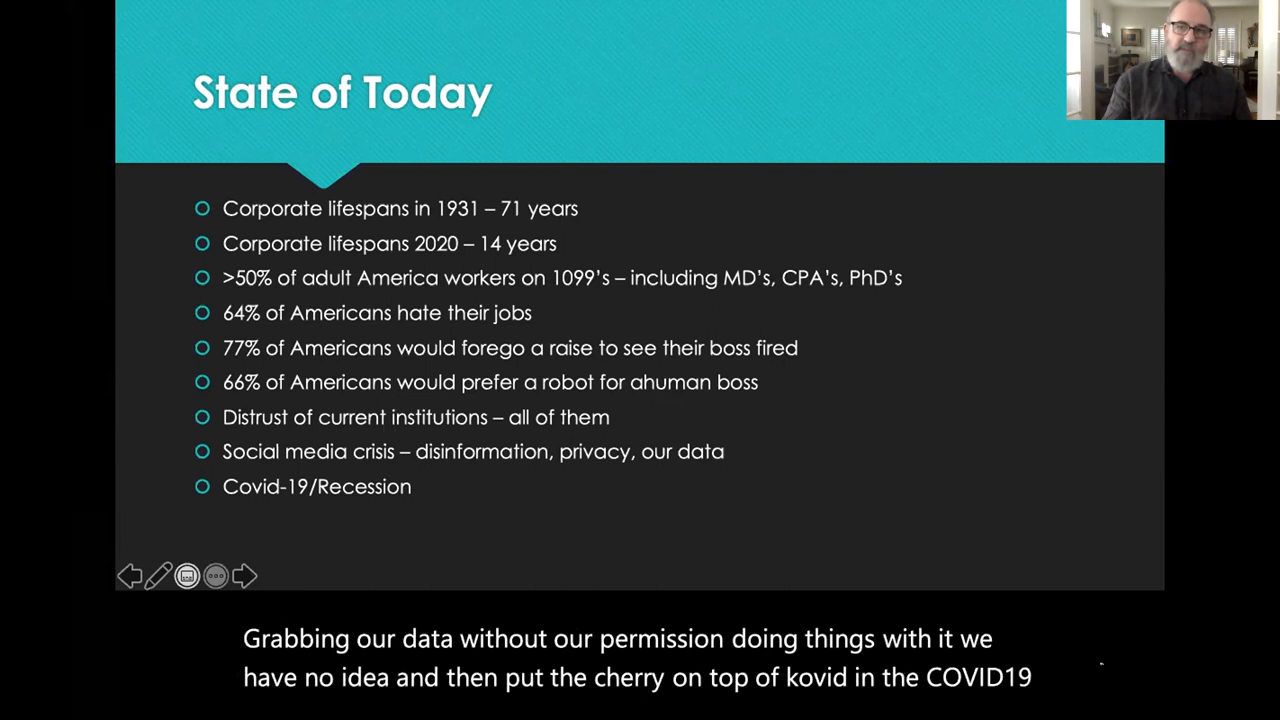 State of Today
Corporate lifespans in 1931 – 71 years
Corporate lifespans 2020 – 14 years
>50% of adult America workers on 1099’s – including MD’s, CPA’s, PhD’s
64% of Americans hate their jobs
77% of Americans would forego a raise to see their boss fired
66% of Americans would prefer a robot for ahuman boss
Distrust of current institutions – all of them
Social media crisis – disinformation, privacy, our data
Covid-19/Recession
Grabbing our data without our permission doing things with it we
have no idea and then put the cherry on top of kovid in the COVID19